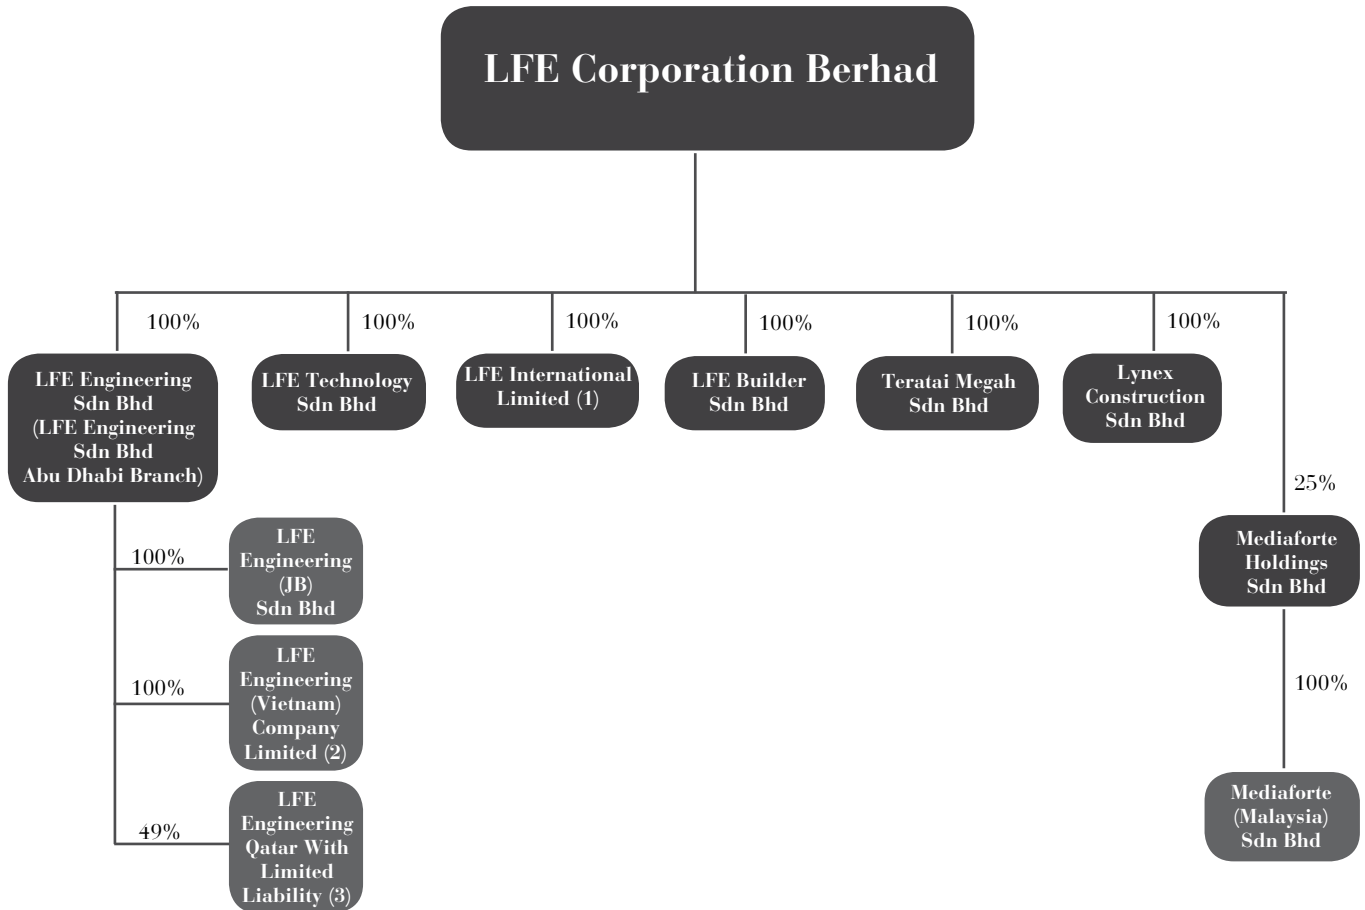 LFE Corporation Berhad
100%
100%
100%
100%
100%
100%
LFE Engineering
Sdn Bhd
(LFE Engineering
Sdn Bhd
Abu Dhabi Branch)
LFE Technology
Sdn Bhd
LFE International
Limited (1)
LFE Builder
Sdn Bhd
Teratai Megah
Sdn Bhd
Lynex
Construction
Sdn Bhd
25%
Mediaforte
Holdings
Sdn Bhd
100%
LFE
Engineering
(JB)
Sdn Bhd
100%
LFE
Engineering
(Vietnam)
Company
Limited (2)
100%
Mediaforte
(Malaysia)
Sdn Bhd
49%
LFE
Engineering
Qatar With
Limited
Liability (3)